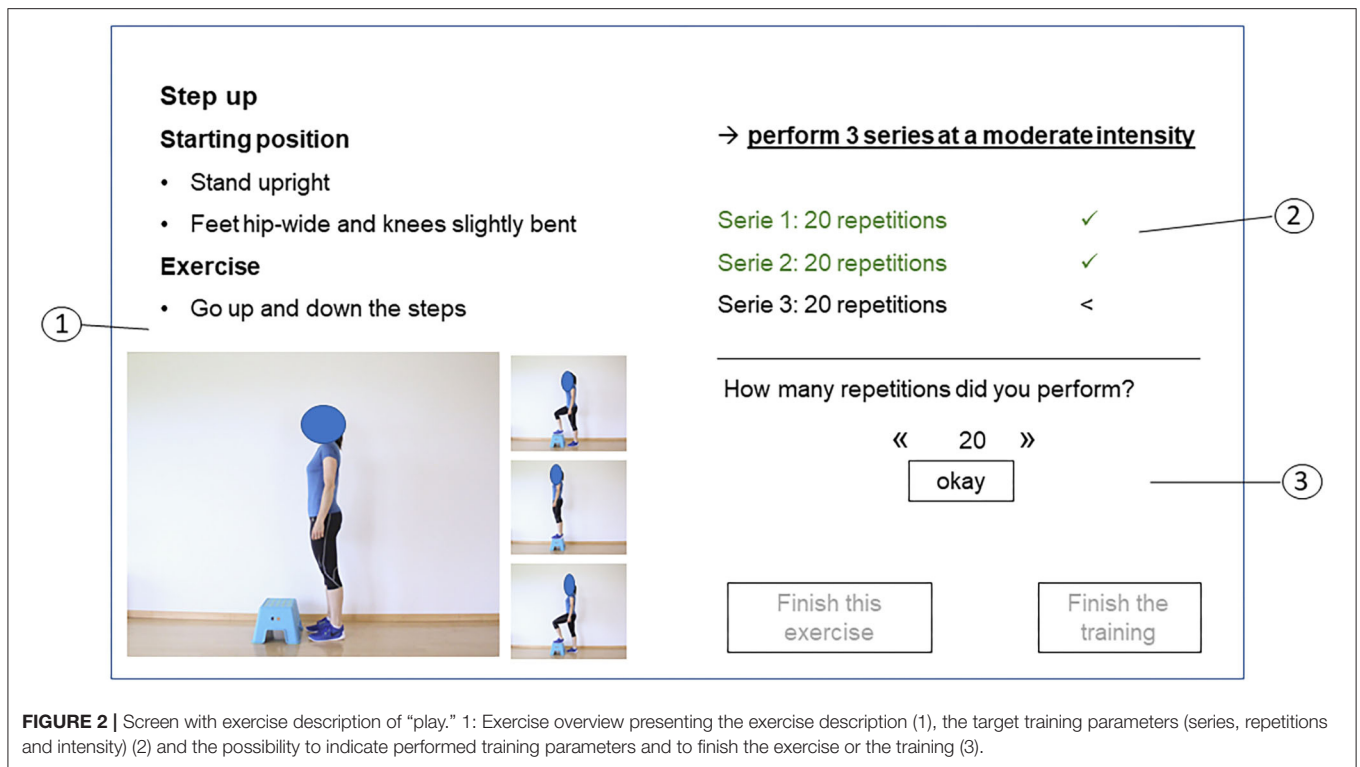 Step up
Starting position
• Stand upright
• Feet hip-wide and knees slightly bent
Exercise
• Go up and down the steps
1
→ perform 3 series at a moderate intensity
Serie 1: 20 repetitions ✓
Serie 2: 20 repetitions ✓
Serie 3: 20 repetitions <
2
How many repetitions did you perform?
« 20 »
okay
3
Finish this
exercise
Finish the
training
FIGURE 2 | Screen with exercise description of “play.” 1: Exercise overview presenting the exercise description (1), the target training parameters (series, repetitions
and intensity) (2) and the possibility to indicate performed training parameters and to finish the exercise or the training (3).